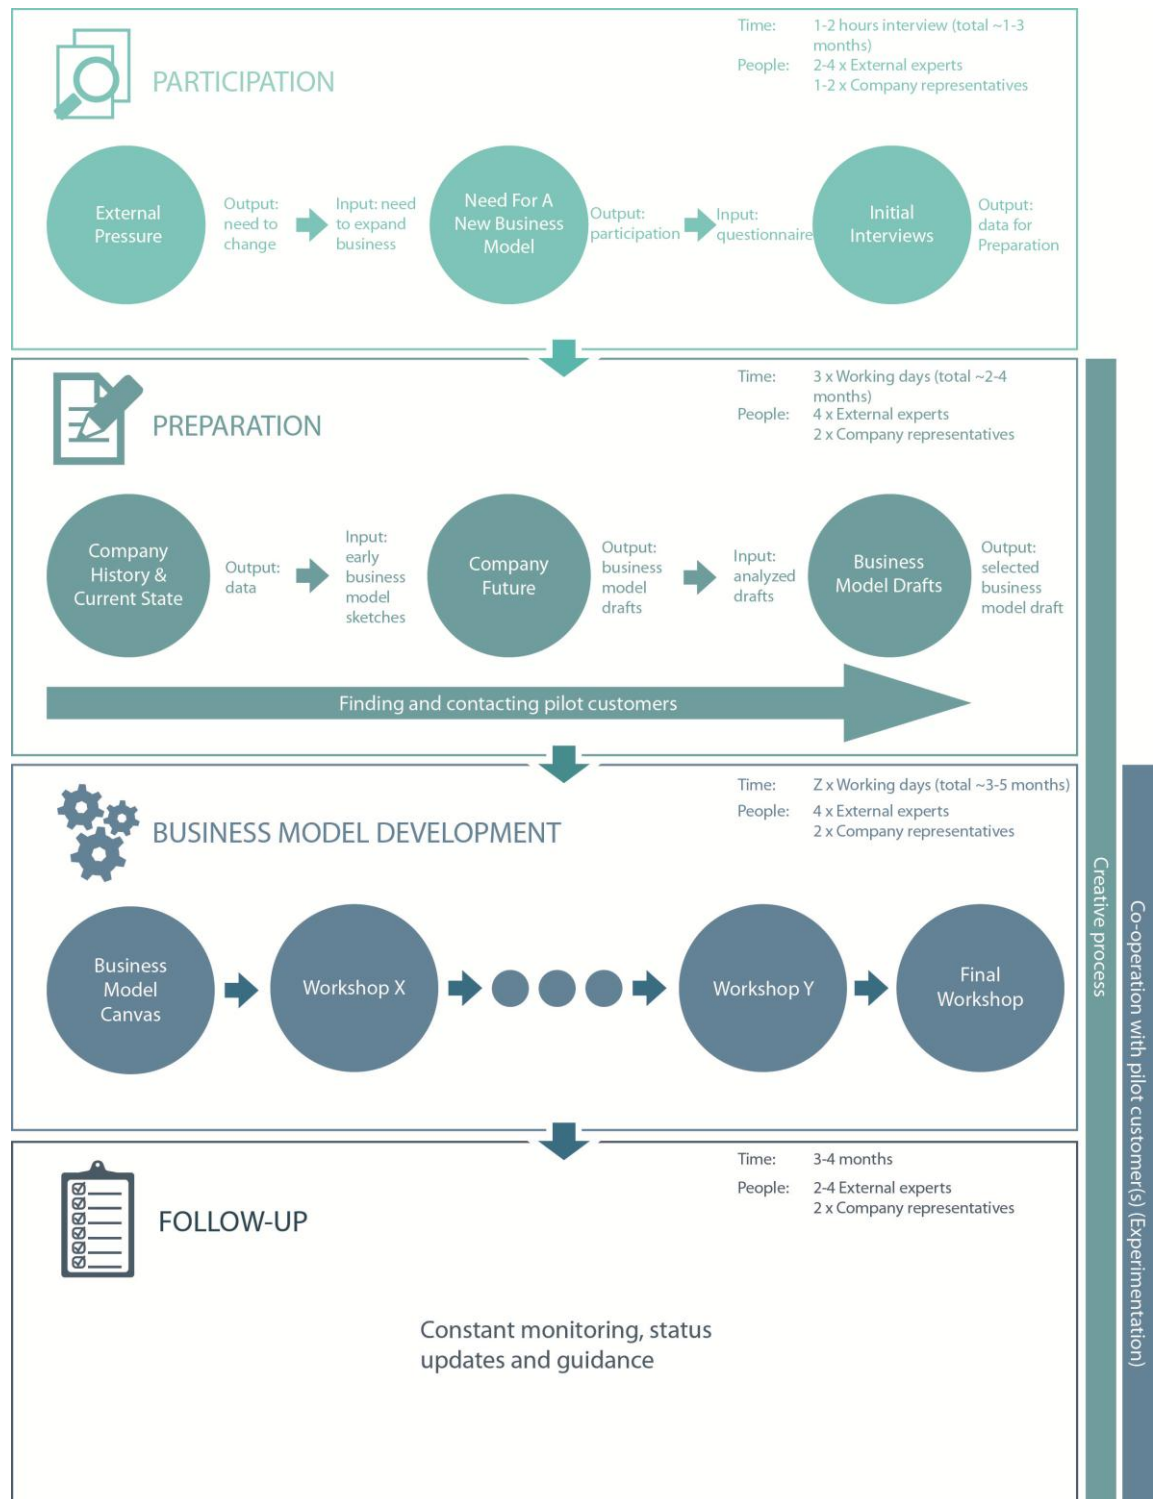 Time: 1-2 hours interview (total ~1-3
months)
People: 2-4 x External experts
1-2 x Company representatives
PARTICIPATION
External
Pressure
Output:
need to
change
Input: need
to expand
business
Need For A
New Business
Model
Output:
participation
Input:
questionnaire
Initial
Interviews
Output:
data for
Preparation
Time: 3 x Working days (total ~2-4
months)
People: 4 x External experts
2 x Company representatives
PREPARATION
Company
History &
Current State
Output:
data
Input:
early
business
model
sketches
Company
Future
Output:
business
model
drafts
Input:
analyzed
drafts
Business
Model Drafts
Output:
selected
business
model draft
Finding and contacting pilot customers
Time: Z x Working days (total ~3-5 months)
People: 4 x External experts
2 x Company representatives
BUSINESS MODEL DEVELOPMENT
Business
Model
Canvas
Workshop X
Workshop Y
Final
Workshop
Time: 3-4 months
People: 2-4 External experts
2 x Company representatives
FOLLOW-UP
Constant monitoring, status
updates and guidance
Creative process
Co-operation with pilot customer(s) (Experimentation)